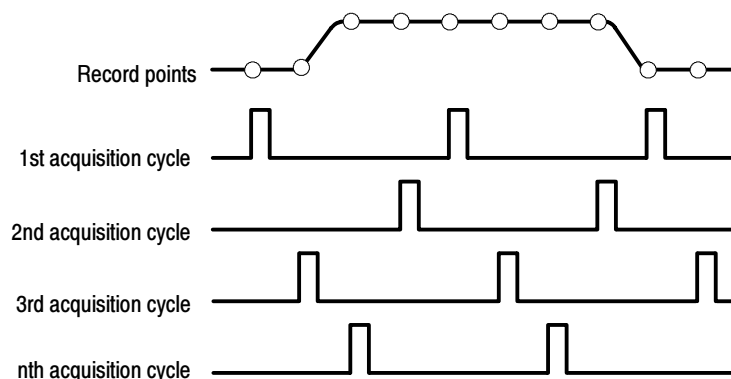 Record points
1st acquisition cycle
2nd acquisition cycle
3rd acquisition cycle
nth acquisition cycle